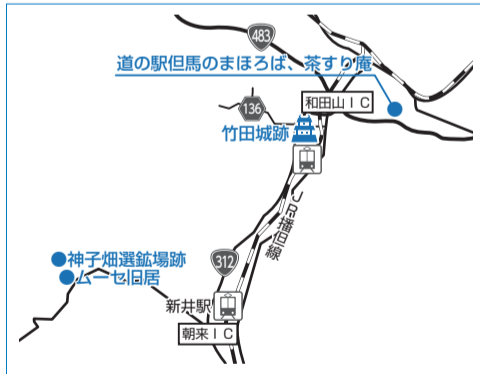 483
道の駅但馬のまほろば、茶すり庵
136
和田山ＩＣ
竹田城跡
ＪＲ播但線
神子畑選鉱場跡
ムーセ旧居
312
新井駅
朝来ＩＣ